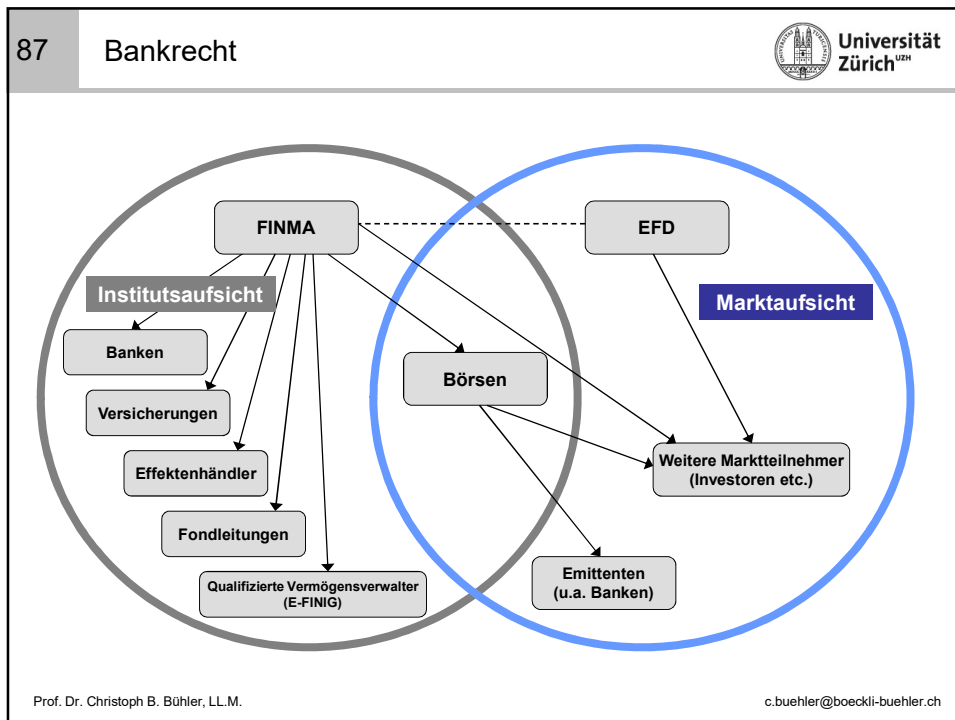 87
Bankrecht
Universität
Zürich UZH
FINMA
EFD
Institutsaufsicht
Marktaufsicht
Banken
Börsen
Versicherungen
Weitere Marktteilnehmer
(Investoren etc.)
Effektenhändler
Fondleitungen
Emittenten
(u.a. Banken)
Qualifizierte Vermögensverwalter
(E-FINIG)
Prof. Dr. Christoph B. Bühler, LL.M.
c.buehler@boeckli-buehler.ch